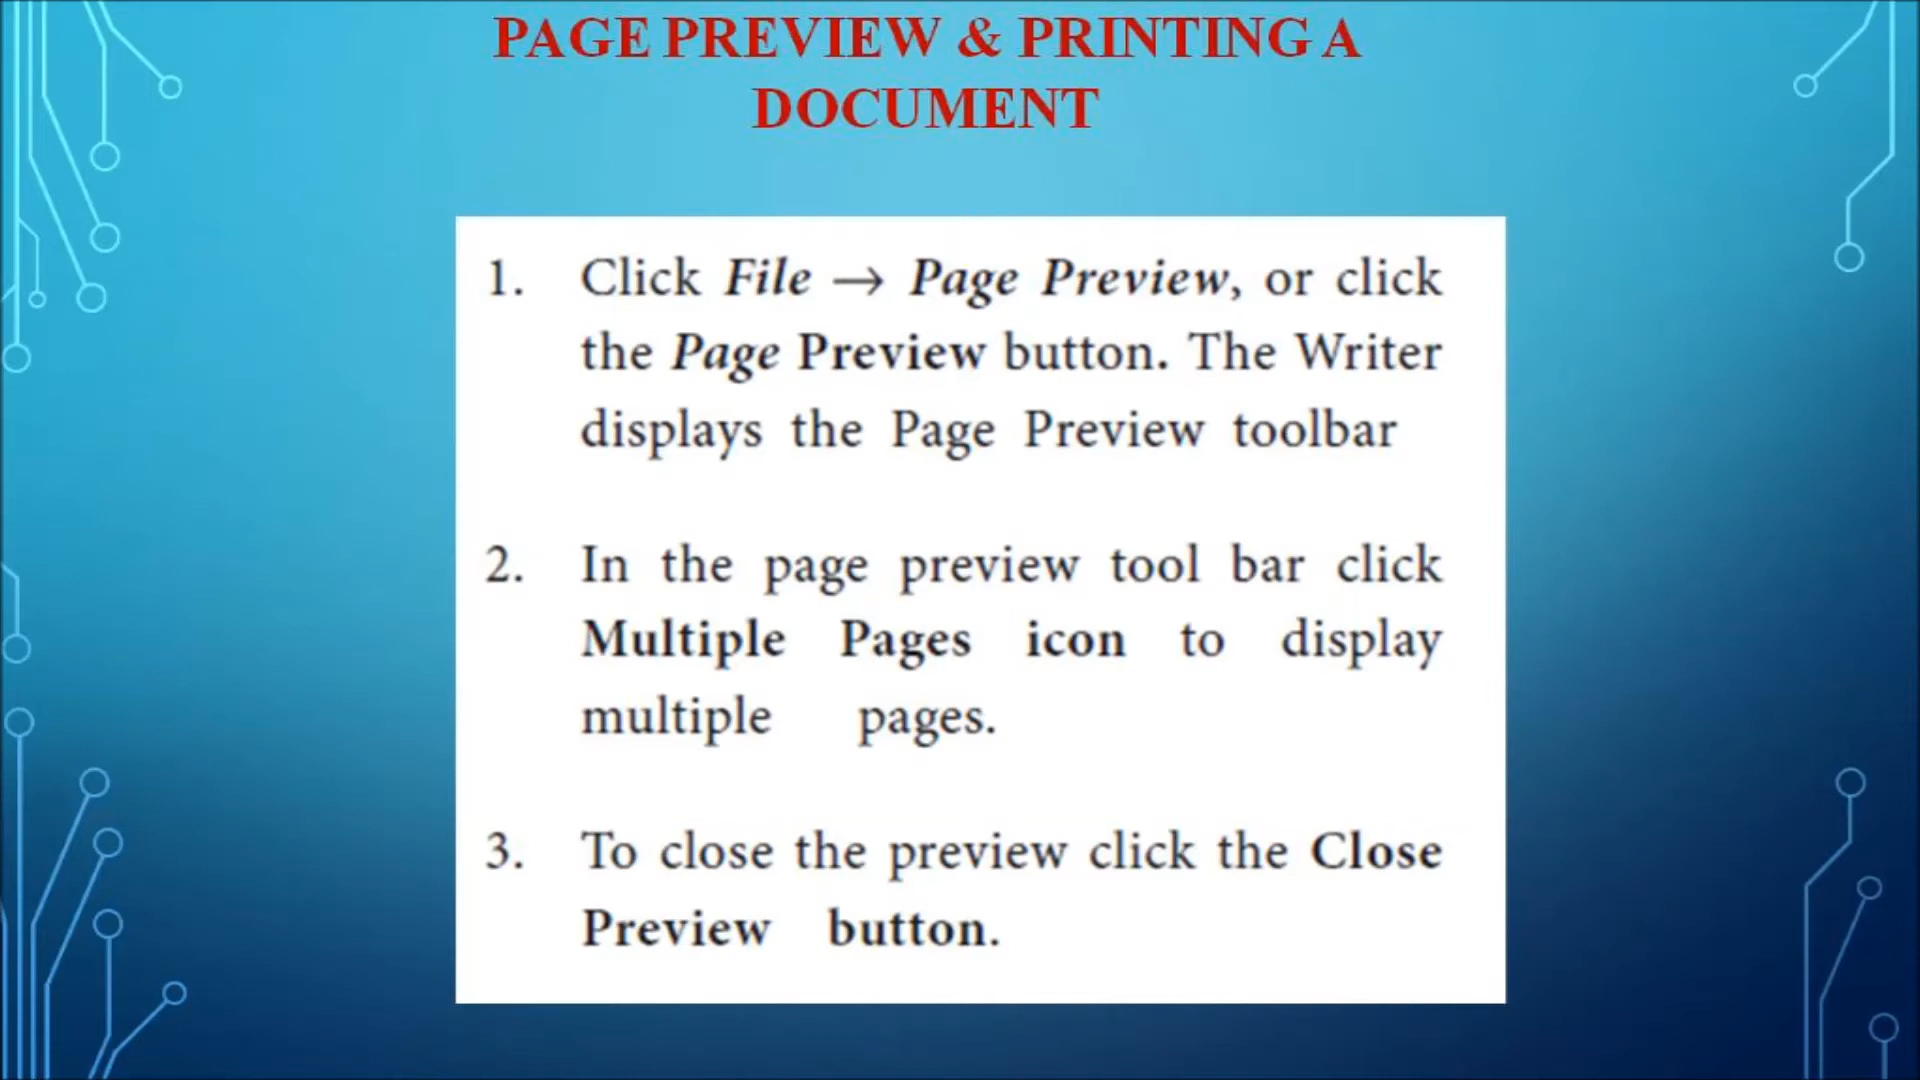 PAGE PREVIEW & PRINTING A
DOCUMENT
1. Click File → Page Preview, or click
the Page Preview button. The Writer
displays the Page Preview toolbar
2. In the page preview tool bar click
Multiple Pages icon to display
multiple pages.
3. To close the preview click the Close
Preview button.